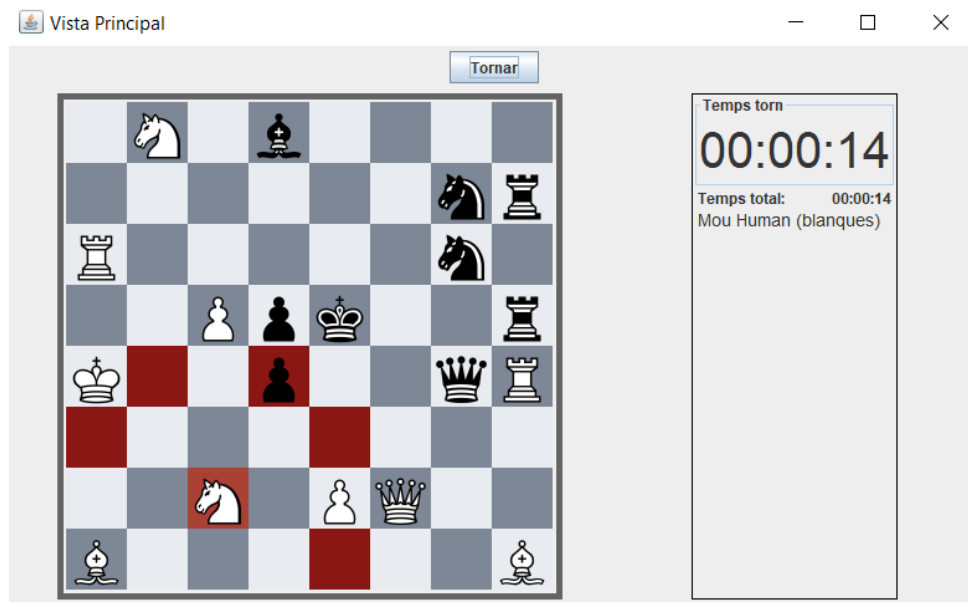 Vista Principal
Tornar
Temps torn
00:00:14
Temps total: 00:00:14
Mou Human (blanques)